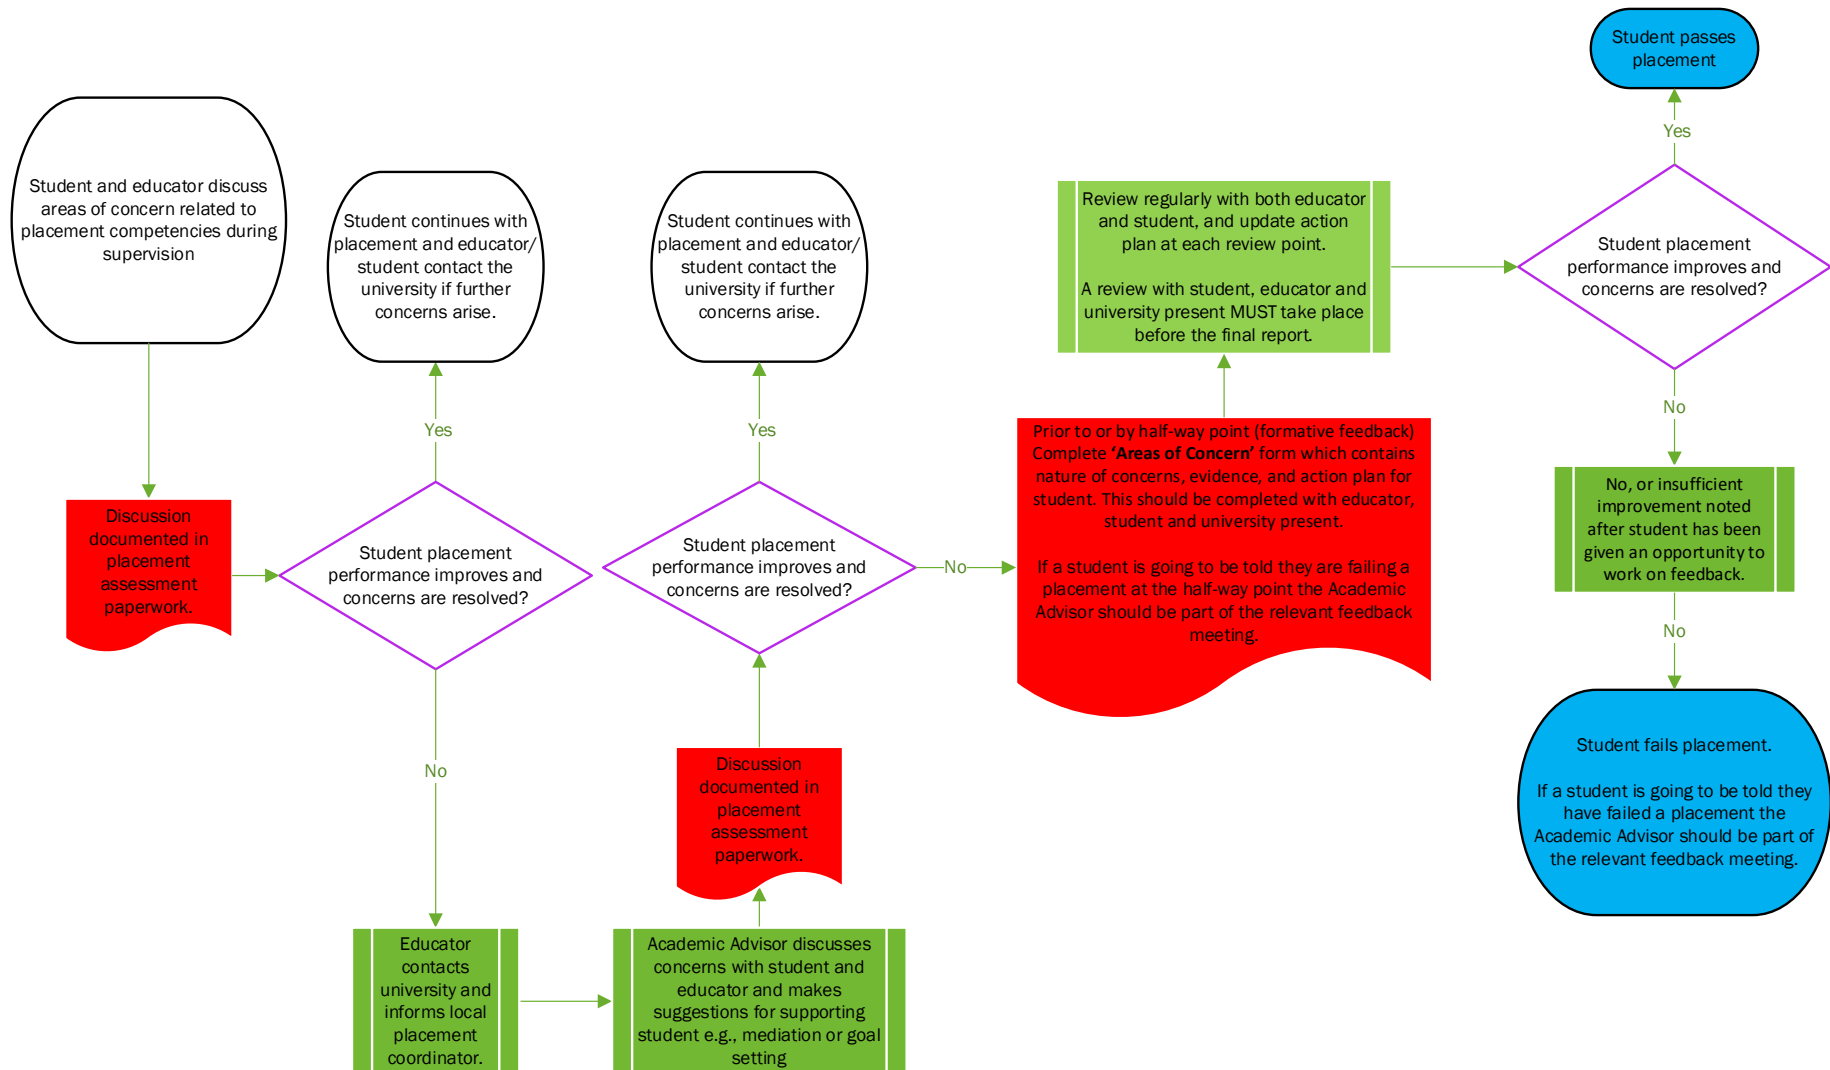 Student and educator discuss
areas of concern related to
placement competencies during
supervision
Discussion
documented in
placement
assessment
paperwork.
Student placement
performance improves and
concerns are resolved?
Yes
Student continues with
placement and educator/
student contact the
university if further
concerns arise.
No
Educator
contacts
university and
informs local
placement
coordinator.
Academic Advisor discusses
concerns with student and
educator and makes
suggestions for supporting
student e.g., mediation or goal
setting
Discussion
documented in
placement
assessment
paperwork.
Student placement
performance improves and
concerns are resolved?
Yes
Student continues with
placement and educator/
student contact the
university if further
concerns arise.
No
Prior to or by half-way point (formative feedback)
Complete ‘Areas of Concern’ form which contains
nature of concerns, evidence, and action plan for
student. This should be completed with educator,
student and university present.
If a student is going to be told they are failing a
placement at the half-way point the Academic
Advisor should be part of the relevant feedback
meeting.
Review regularly with both educator
and student, and update action
plan at each review point.
A review with student, educator and
university present MUST take place
before the final report.
Student placement
performance improves and
concerns are resolved?
Yes
Student passes
placement
No
No, or insufficient
improvement noted
after student has been
given an opportunity to
work on feedback.
No
Student fails placement.
If a student is going to be told they
have failed a placement the
Academic Advisor should be part of
the relevant feedback meeting.